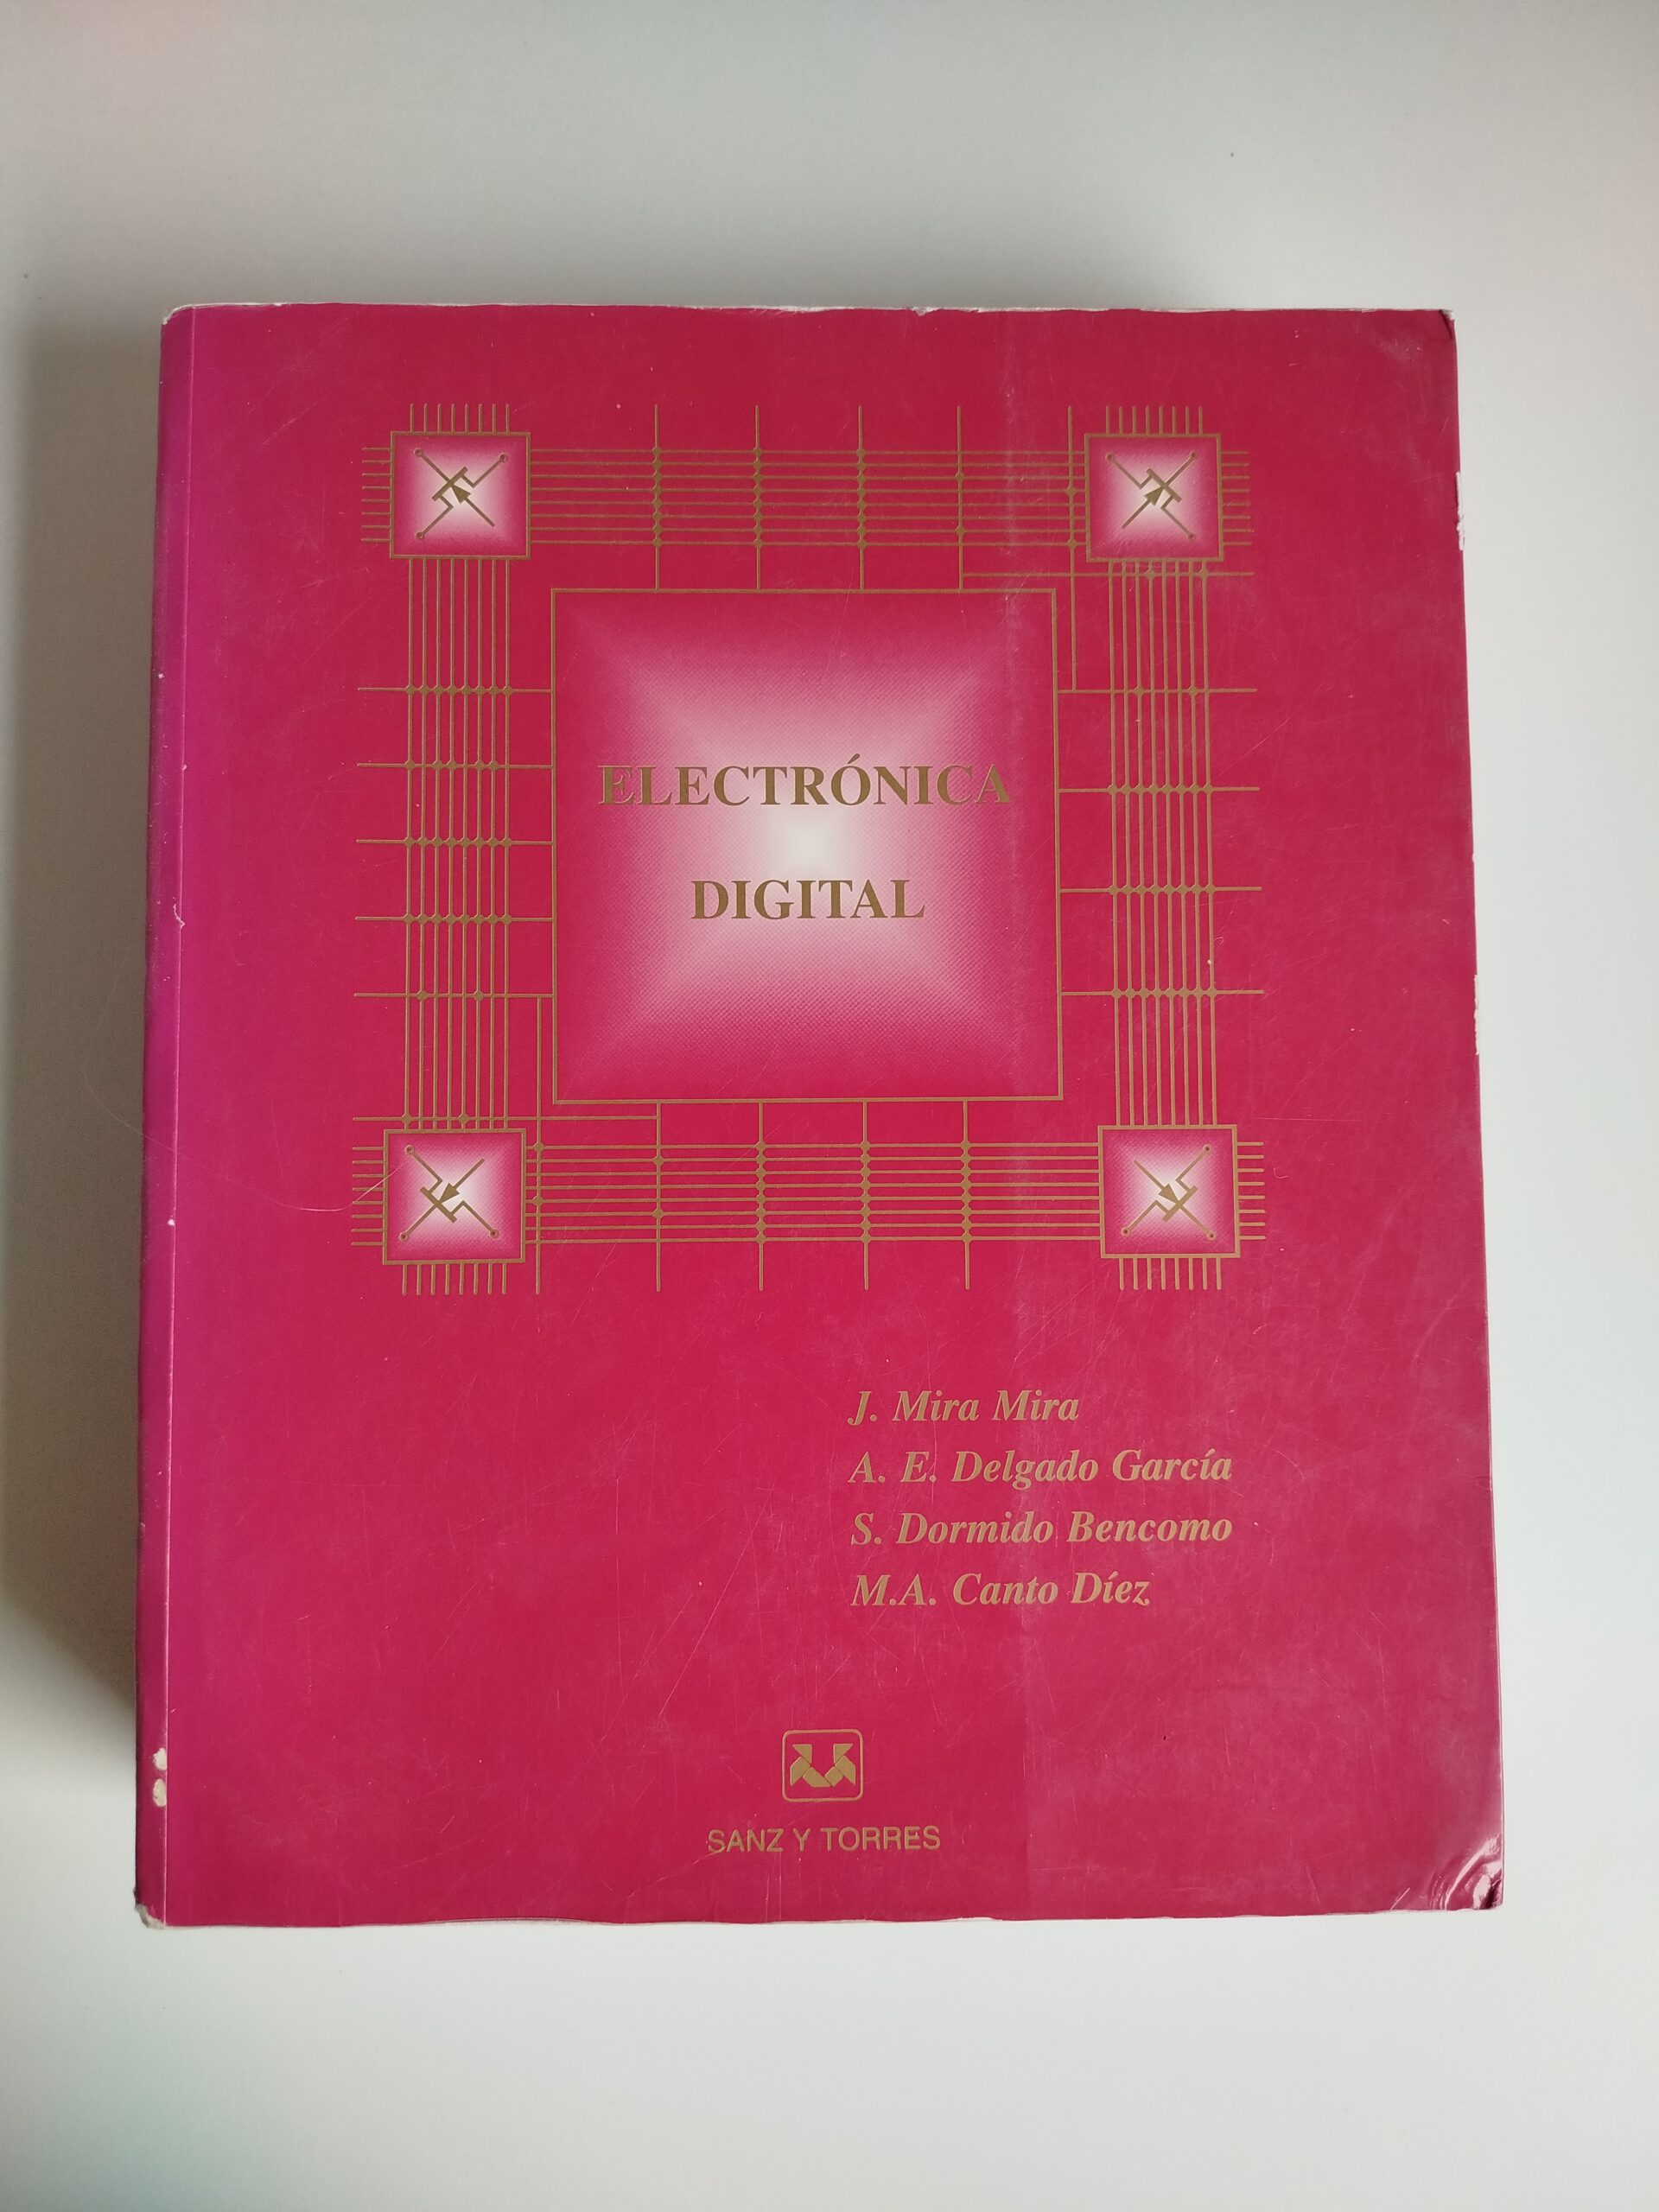 ELECTRÓNICA
DIGITAL
J. Mira Mira
A. E. Delgado García
S. Dormido Bencomo
M.A. Canto Díez
SANZ Y TORRES